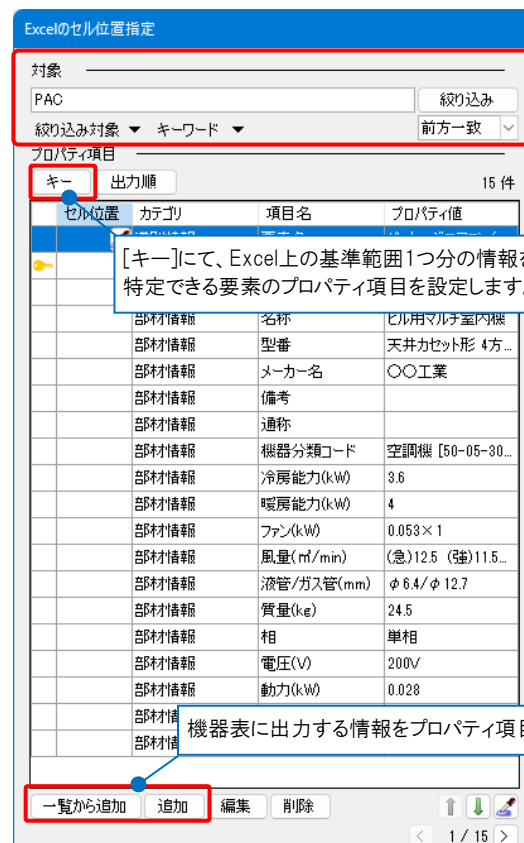 Excelのセル位置指定
対象
PAC
絞り込み
絞り込み対象 ▼ キーワード ▼
前方一致
プロパティ項目
キー 出力順 15 件
セル位置 カテゴリ 項目名 プロパティ値
[キー]にて、Excel上の基準範囲1つ分の情報を
特定できる要素のプロパティ項目を設定します。
部材情報 名称 ビル用マルチ室内機
部材情報 型番 天井カセット形 4方...
部材情報 メーカー名 〇〇工業
部材情報 備考
部材情報 通称
部材情報 機器分類コード 空調機 [50-05-30...
部材情報 冷房能力(kW) 3.6
部材情報 暖房能力(kW) 4
部材情報 ファン(kW) 0.053×1
部材情報 風量(㎥/min) (急)12.5 (強)11.5...
部材情報 液管/ガス管(mm) φ6.4/φ12.7
部材情報 質量(kg) 24.5
部材情報 相 単相
部材情報 電圧(V) 200V
部材情報 動力(kW) 0.028
部材情
部材情
機器表に出力する情報をプロパティ項目
一覧から追加 追加 編集 削除
< 1 / 15 >